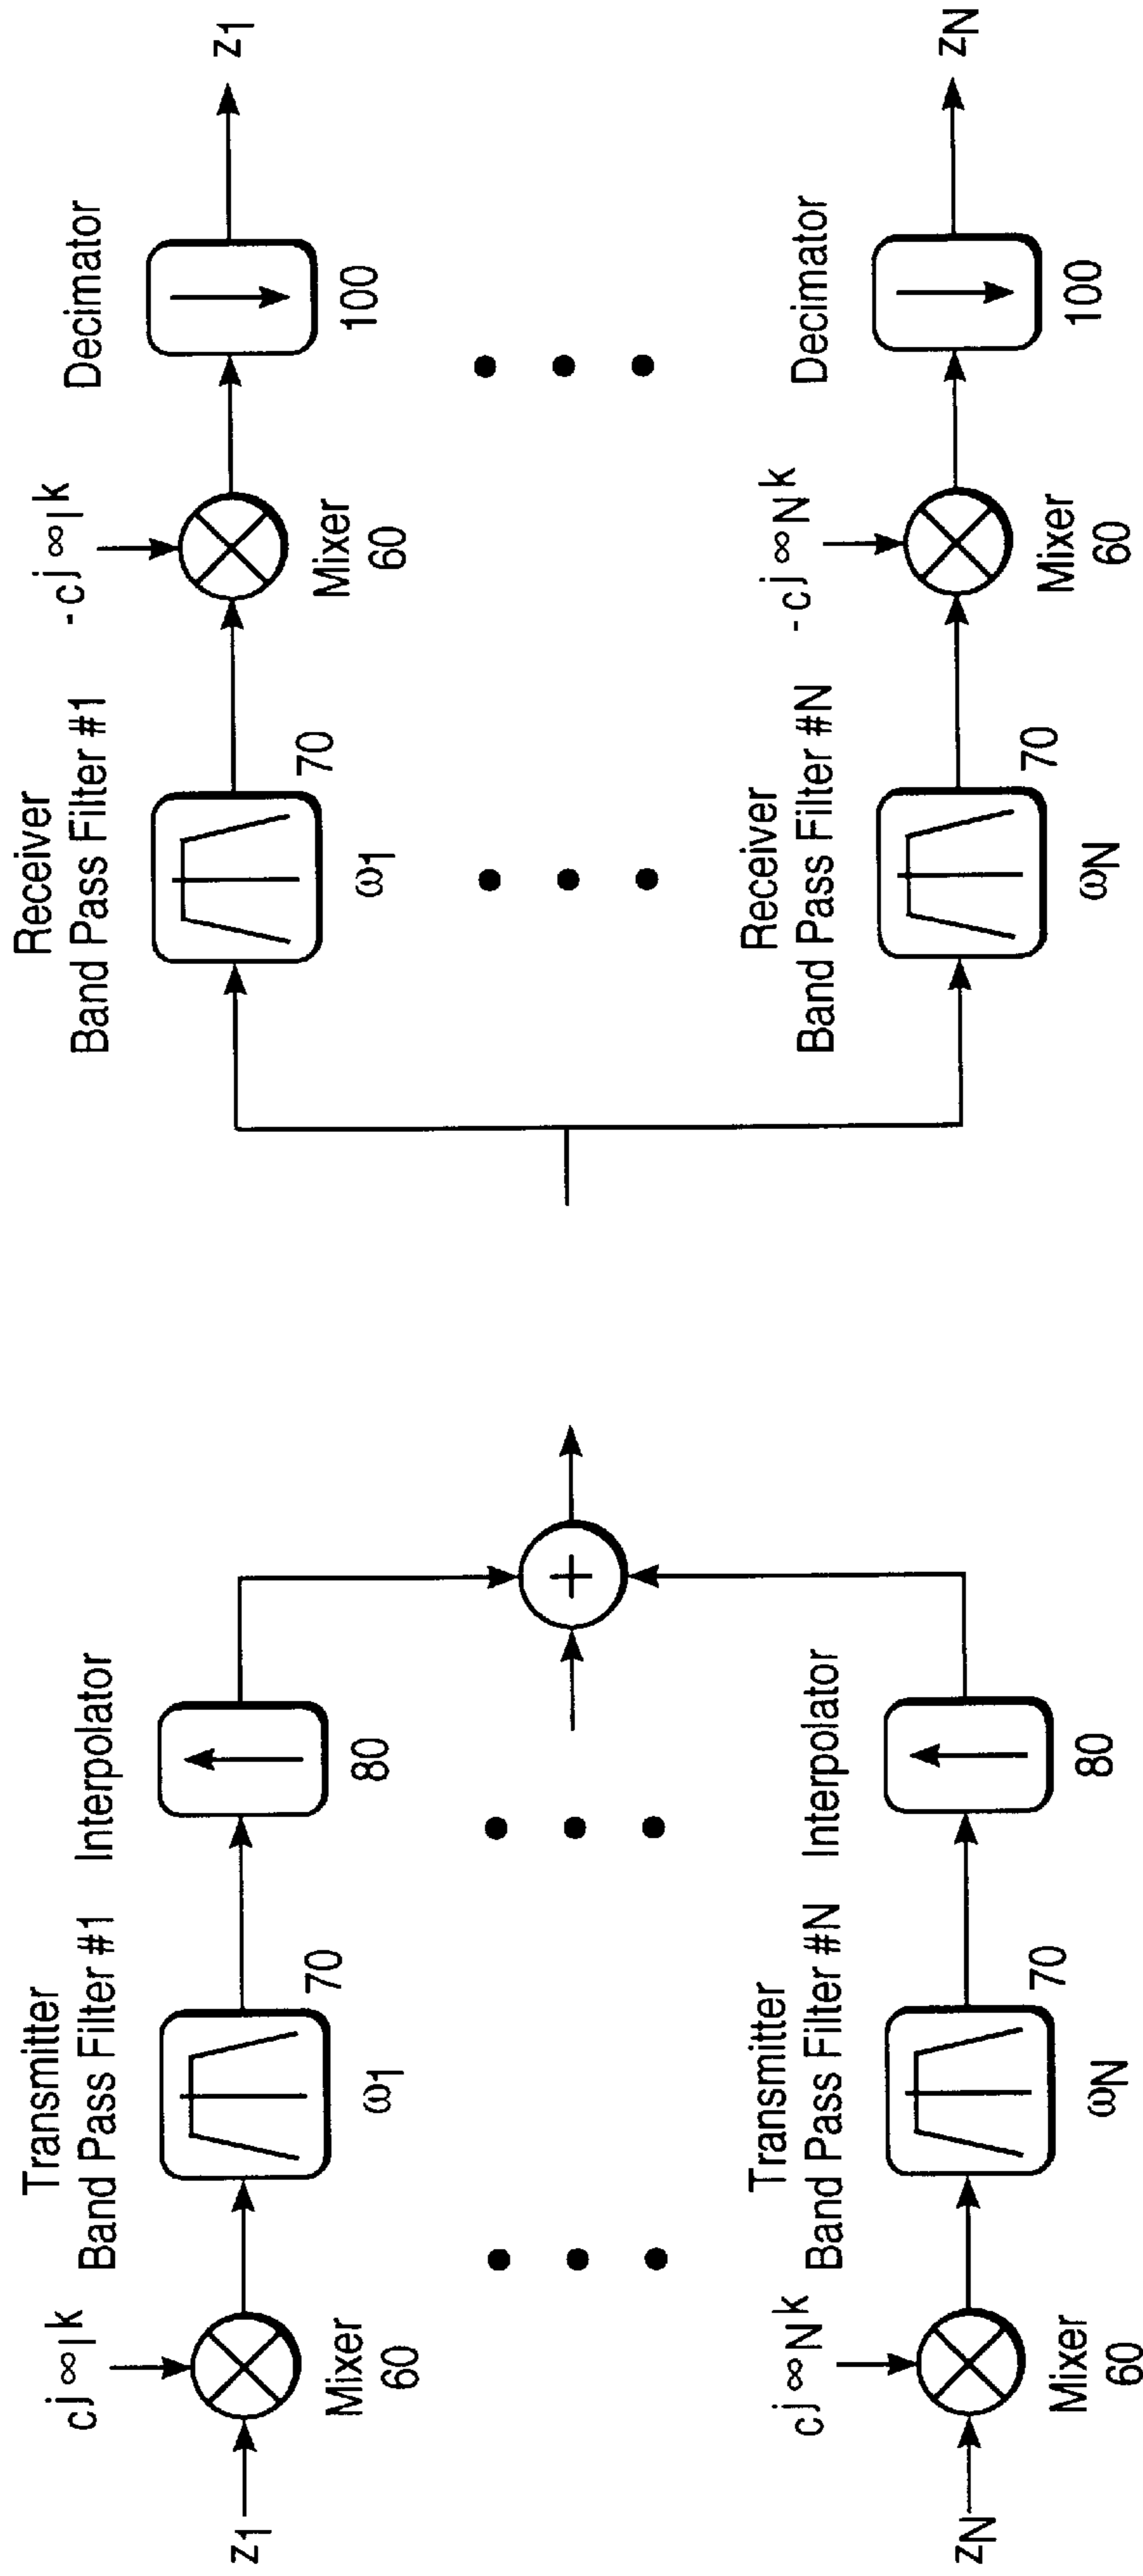 Transmitter
Band Pass Filter #1
Interpolator
cj∞1k
z1
Mixer
60
70
ω1
80
+
Transmitter
Band Pass Filter #N
Interpolator
cj∞Nk
zN
Mixer
60
70
ωN
80
Receiver
Band Pass Filter #1
-cj∞1k
Decimator
z1
70
ω1
Mixer
60
100
Receiver
Band Pass Filter #N
-cj∞Nk
Decimator
zN
70
ωN
Mixer
60
100